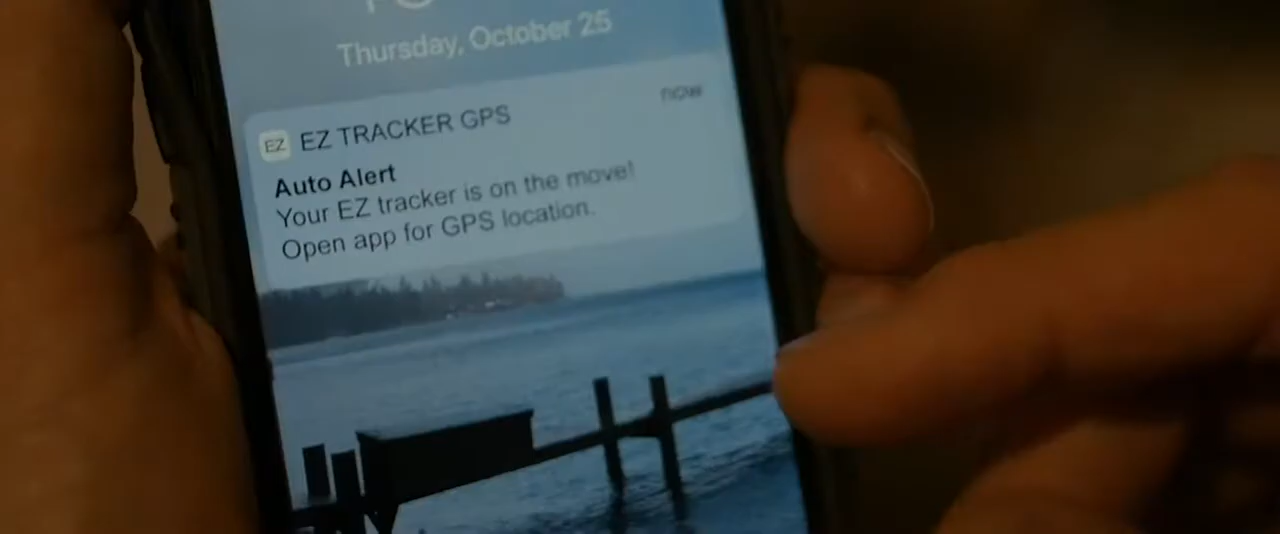 Thursday, October 25
EZ EZ TRACKER GPS now
Auto Alert
Your EZ tracker is on the move!
Open app for GPS location.